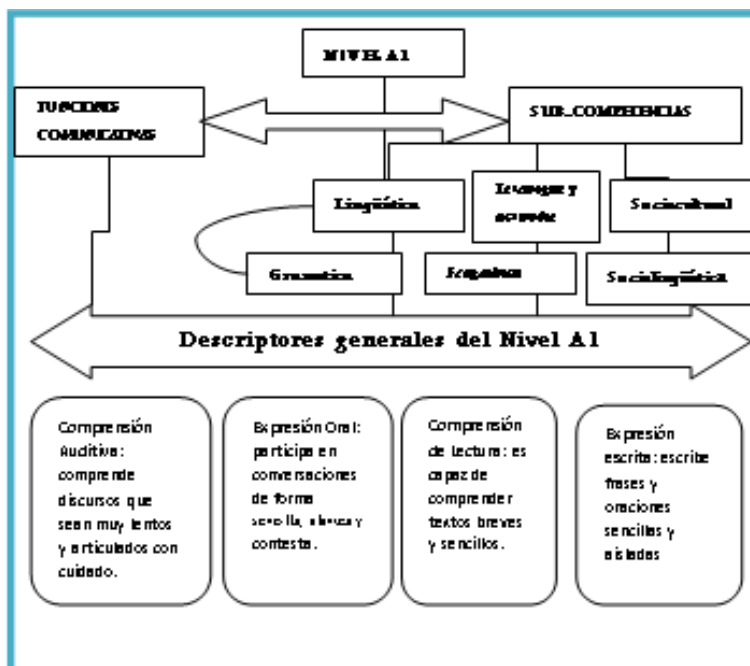 NIVEL A1
FUNCIONES
COMUNICATIVAS
SUB_COMPETENCIAS
Lingüística
y
Sociocultural
Gramatica
Sociolingüística
Descriptores generales del Nivel A1
Comprensión
Auditiva:
comprende
discursos que
sean muy lentos
y articulados con
cuidado.
Expresión Oral:
participa en
conversaciones
de forma
sencilla, y
contesta.
Comprensión
de Lectura: es
capaz de
comprender
textos breves
y sencillos.
Expresión
escrita: escribe
frases y
oraciones
sencillas y
aisladas